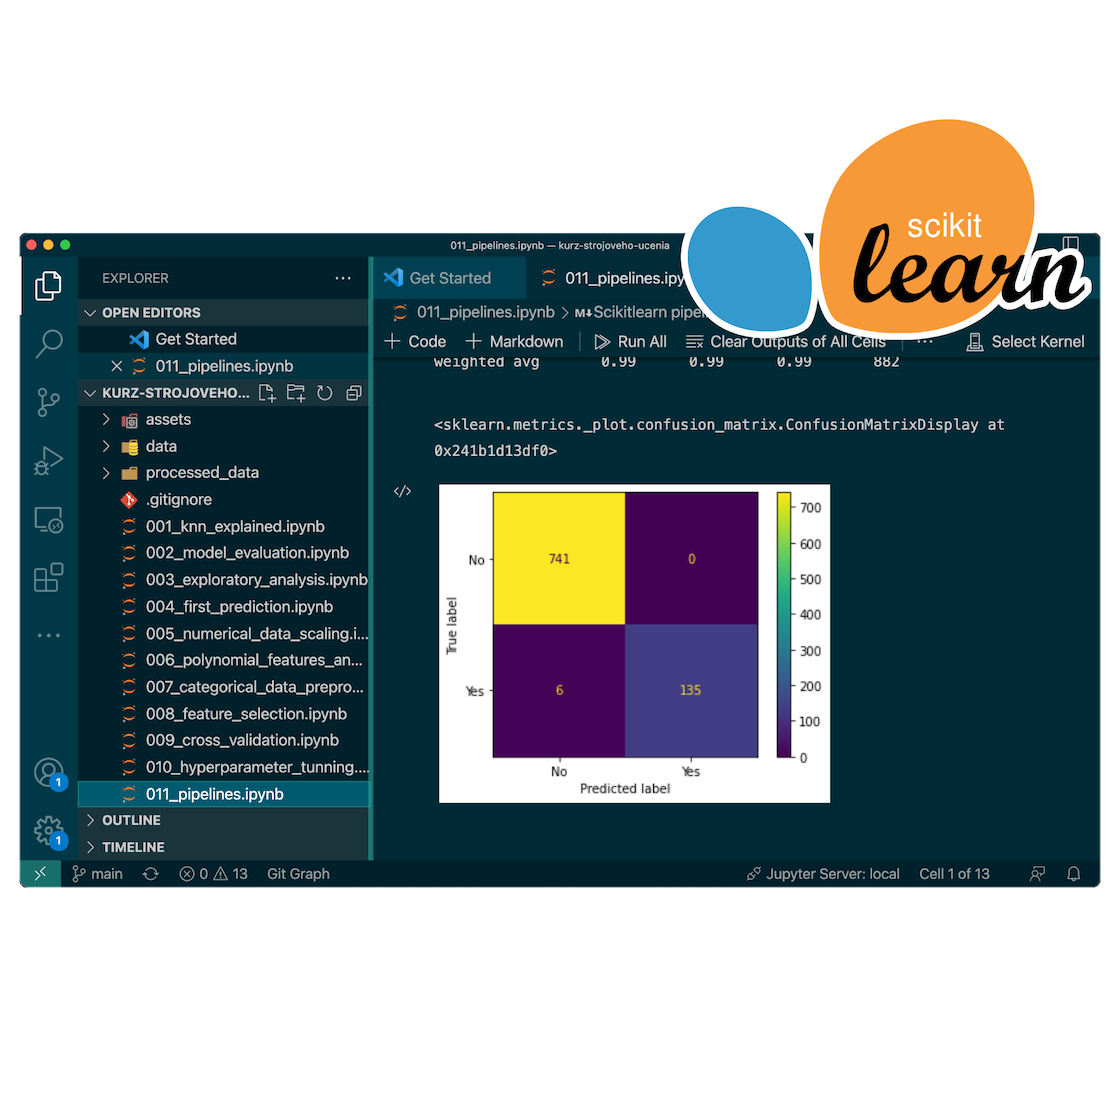 scikit
learn
011_pipelines.ipynb — kurz-strojoveho-ucenia
EXPLORER
OPEN EDITORS
Get Started
011_pipelines.ipynb
KURZ-STROJOVEHO...
assets
data
processed_data
.gitignore
001_knn_explained.ipynb
002_model_evaluation.ipynb
003_exploratory_analysis.ipynb
004_first_prediction.ipynb
005_numerical_data_scaling.i...
006_polynomial_features_an...
007_categorical_data_prepro...
008_feature_selection.ipynb
009_cross_validation.ipynb
010_hyperparameter_tunning....
011_pipelines.ipynb
OUTLINE
TIMELINE
1
1
Get Started
011_pipelines.ipy
011_pipelines.ipynb > M↓Scikitlearn pipe
+ Code + Markdown Run All Clear Outputs of All Cells ... Select Kernel
weighted avg 0.99 0.99 0.99 882
<sklearn.metrics._plot.confusion_matrix.ConfusionMatrixDisplay at
0x241b1d13df0>
</>
True label
No
Yes
741 0
6 135
No Yes
Predicted label
700
600
500
400
300
200
100
0
main 0 13 Git Graph
Jupyter Server: local Cell 1 of 13